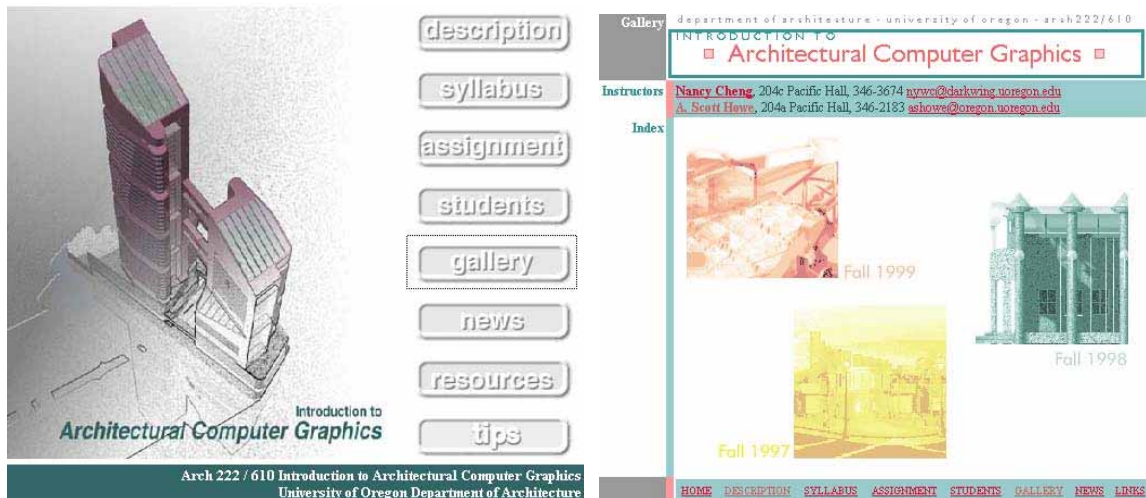 description
syllabus
assignment
students
gallery
news
resources
tips
Introduction to
Architectural Computer Graphics
Arch 222 / 610 Introduction to Architectural Computer Graphics
University of Oregon Department of Architecture
Gallery
department of architesture - university of oregon - arsh222/610
INTRODUCTION TO
Architectural Computer Graphics
Instructors
Nancy Cheng, 204c Pacific Hall, 346-3674 nywc@darkwing.uoregon.edu
A. Scott Howe, 204a Pacific Hall, 346-2183 ashowe@oregon.uoregon.edu
Index
Fall 1999
Fall 1998
Fall 1997
HOME DESCRIPTION SYLLABUS ASSIGNMENT STUDENTS GALLERY NEWS LINKS